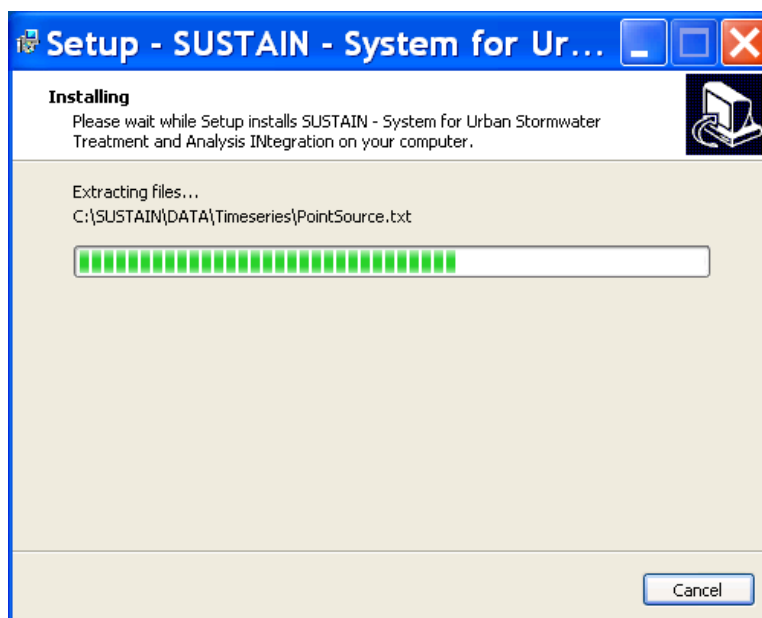 Setup - SUSTAIN - System for Ur...
Installing
Please wait while Setup installs SUSTAIN - System for Urban Stormwater
Treatment and Analysis INtegration on your computer.
Extracting files...
C:\SUSTAIN\DATA\Timeseries\PointSource.txt
Cancel